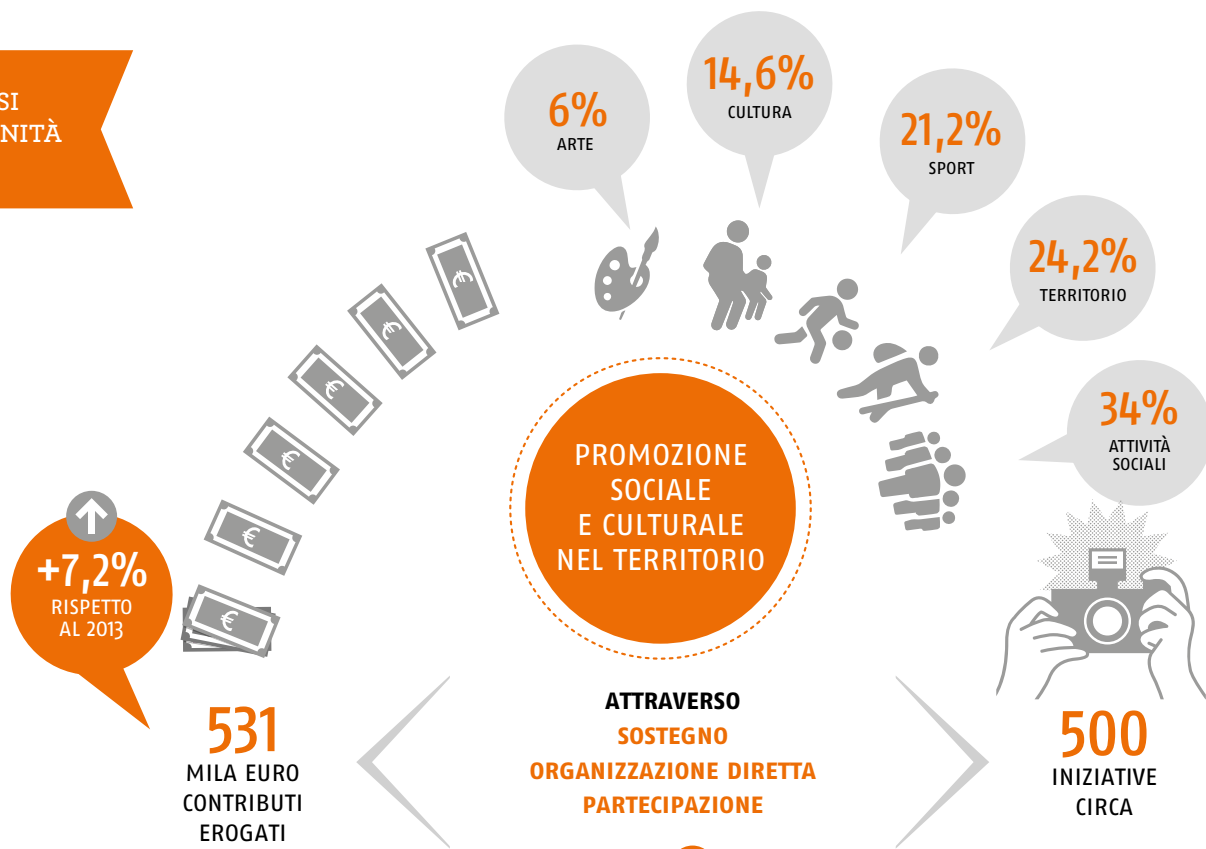 SI
NITÀ
6%
ARTE
14,6%
CULTURA
21,2%
SPORT
24,2%
TERRITORIO
34%
ATTIVITÀ
SOCIALI
PROMOZIONE
SOCIALE
E CULTURALE
NEL TERRITORIO
+7,2%
RISPETTO
AL 2013
531
MILA EURO
CONTRIBUTI
EROGATI
ATTRAVERSO
SOSTEGNO
ORGANIZZAZIONE DIRETTA
PARTECIPAZIONE
500
INIZIATIVE
CIRCA
€
€
€
€
€
€